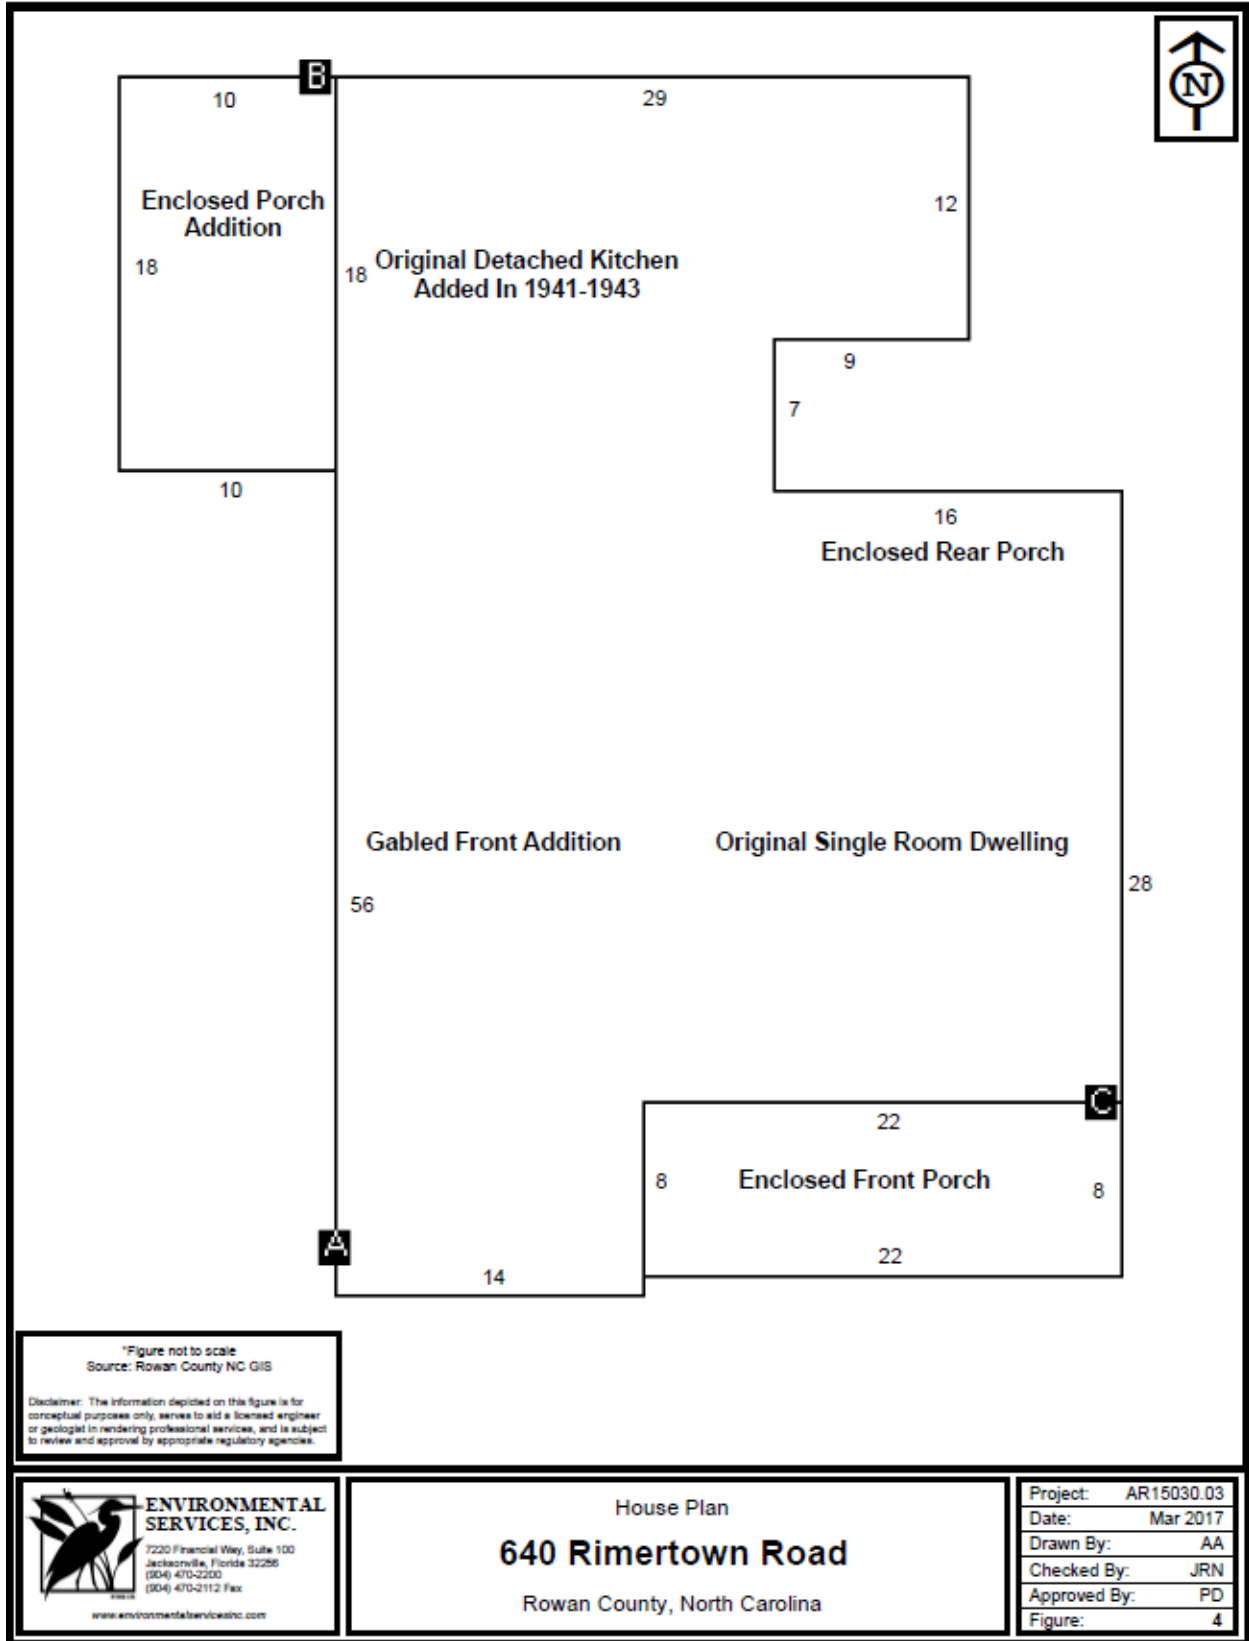 B
10
29
N
Enclosed Porch
Addition
12
18
18
Original Detached Kitchen
Added In 1941-1943
9
7
10
16
Enclosed Rear Porch
Gabled Front Addition
Original Single Room Dwelling
28
56
C
22
8
Enclosed Front Porch
8
A
22
14
*Figure not to scale
Source: Rowan County NC GIS
Disclaimer: The information depicted on this figure is for
conceptual purposes only, serves to aid a licensed engineer
or geologist in rendering professional services, and is subject
to review and approval by appropriate regulatory agencies.
ENVIRONMENTAL
SERVICES, INC.
7220 Financial Way, Suite 100
Jacksonville, Florida 32256
(904) 470-2200
(904) 470-2112 Fax
www.environmentalservicesinc.com
House Plan
640 Rimertown Road
Rowan County, North Carolina
Project: AR15030.03
Date: Mar 2017
Drawn By: AA
Checked By: JRN
Approved By: PD
Figure: 4